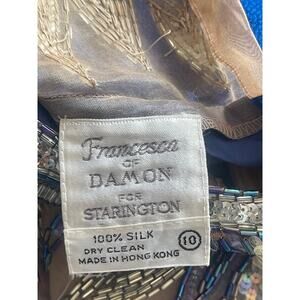 Francesca
OF
DAMON
FOR
STARINGTON
100% SILK
DRY CLEAN
MADE IN HONG KONG
10